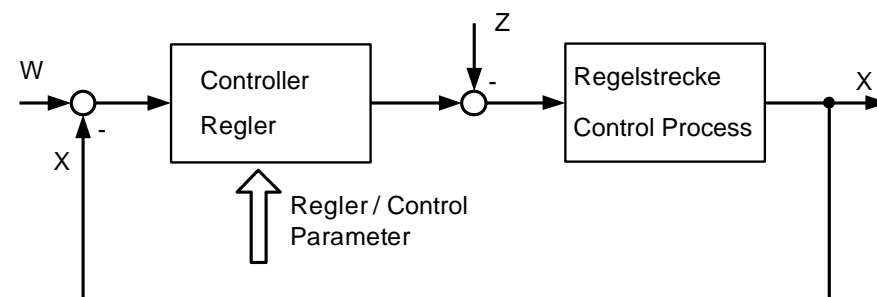 W
Controller
Regler
Z
-
Regelstrecke
Control Process
X
-
X
Regler / Control
Parameter